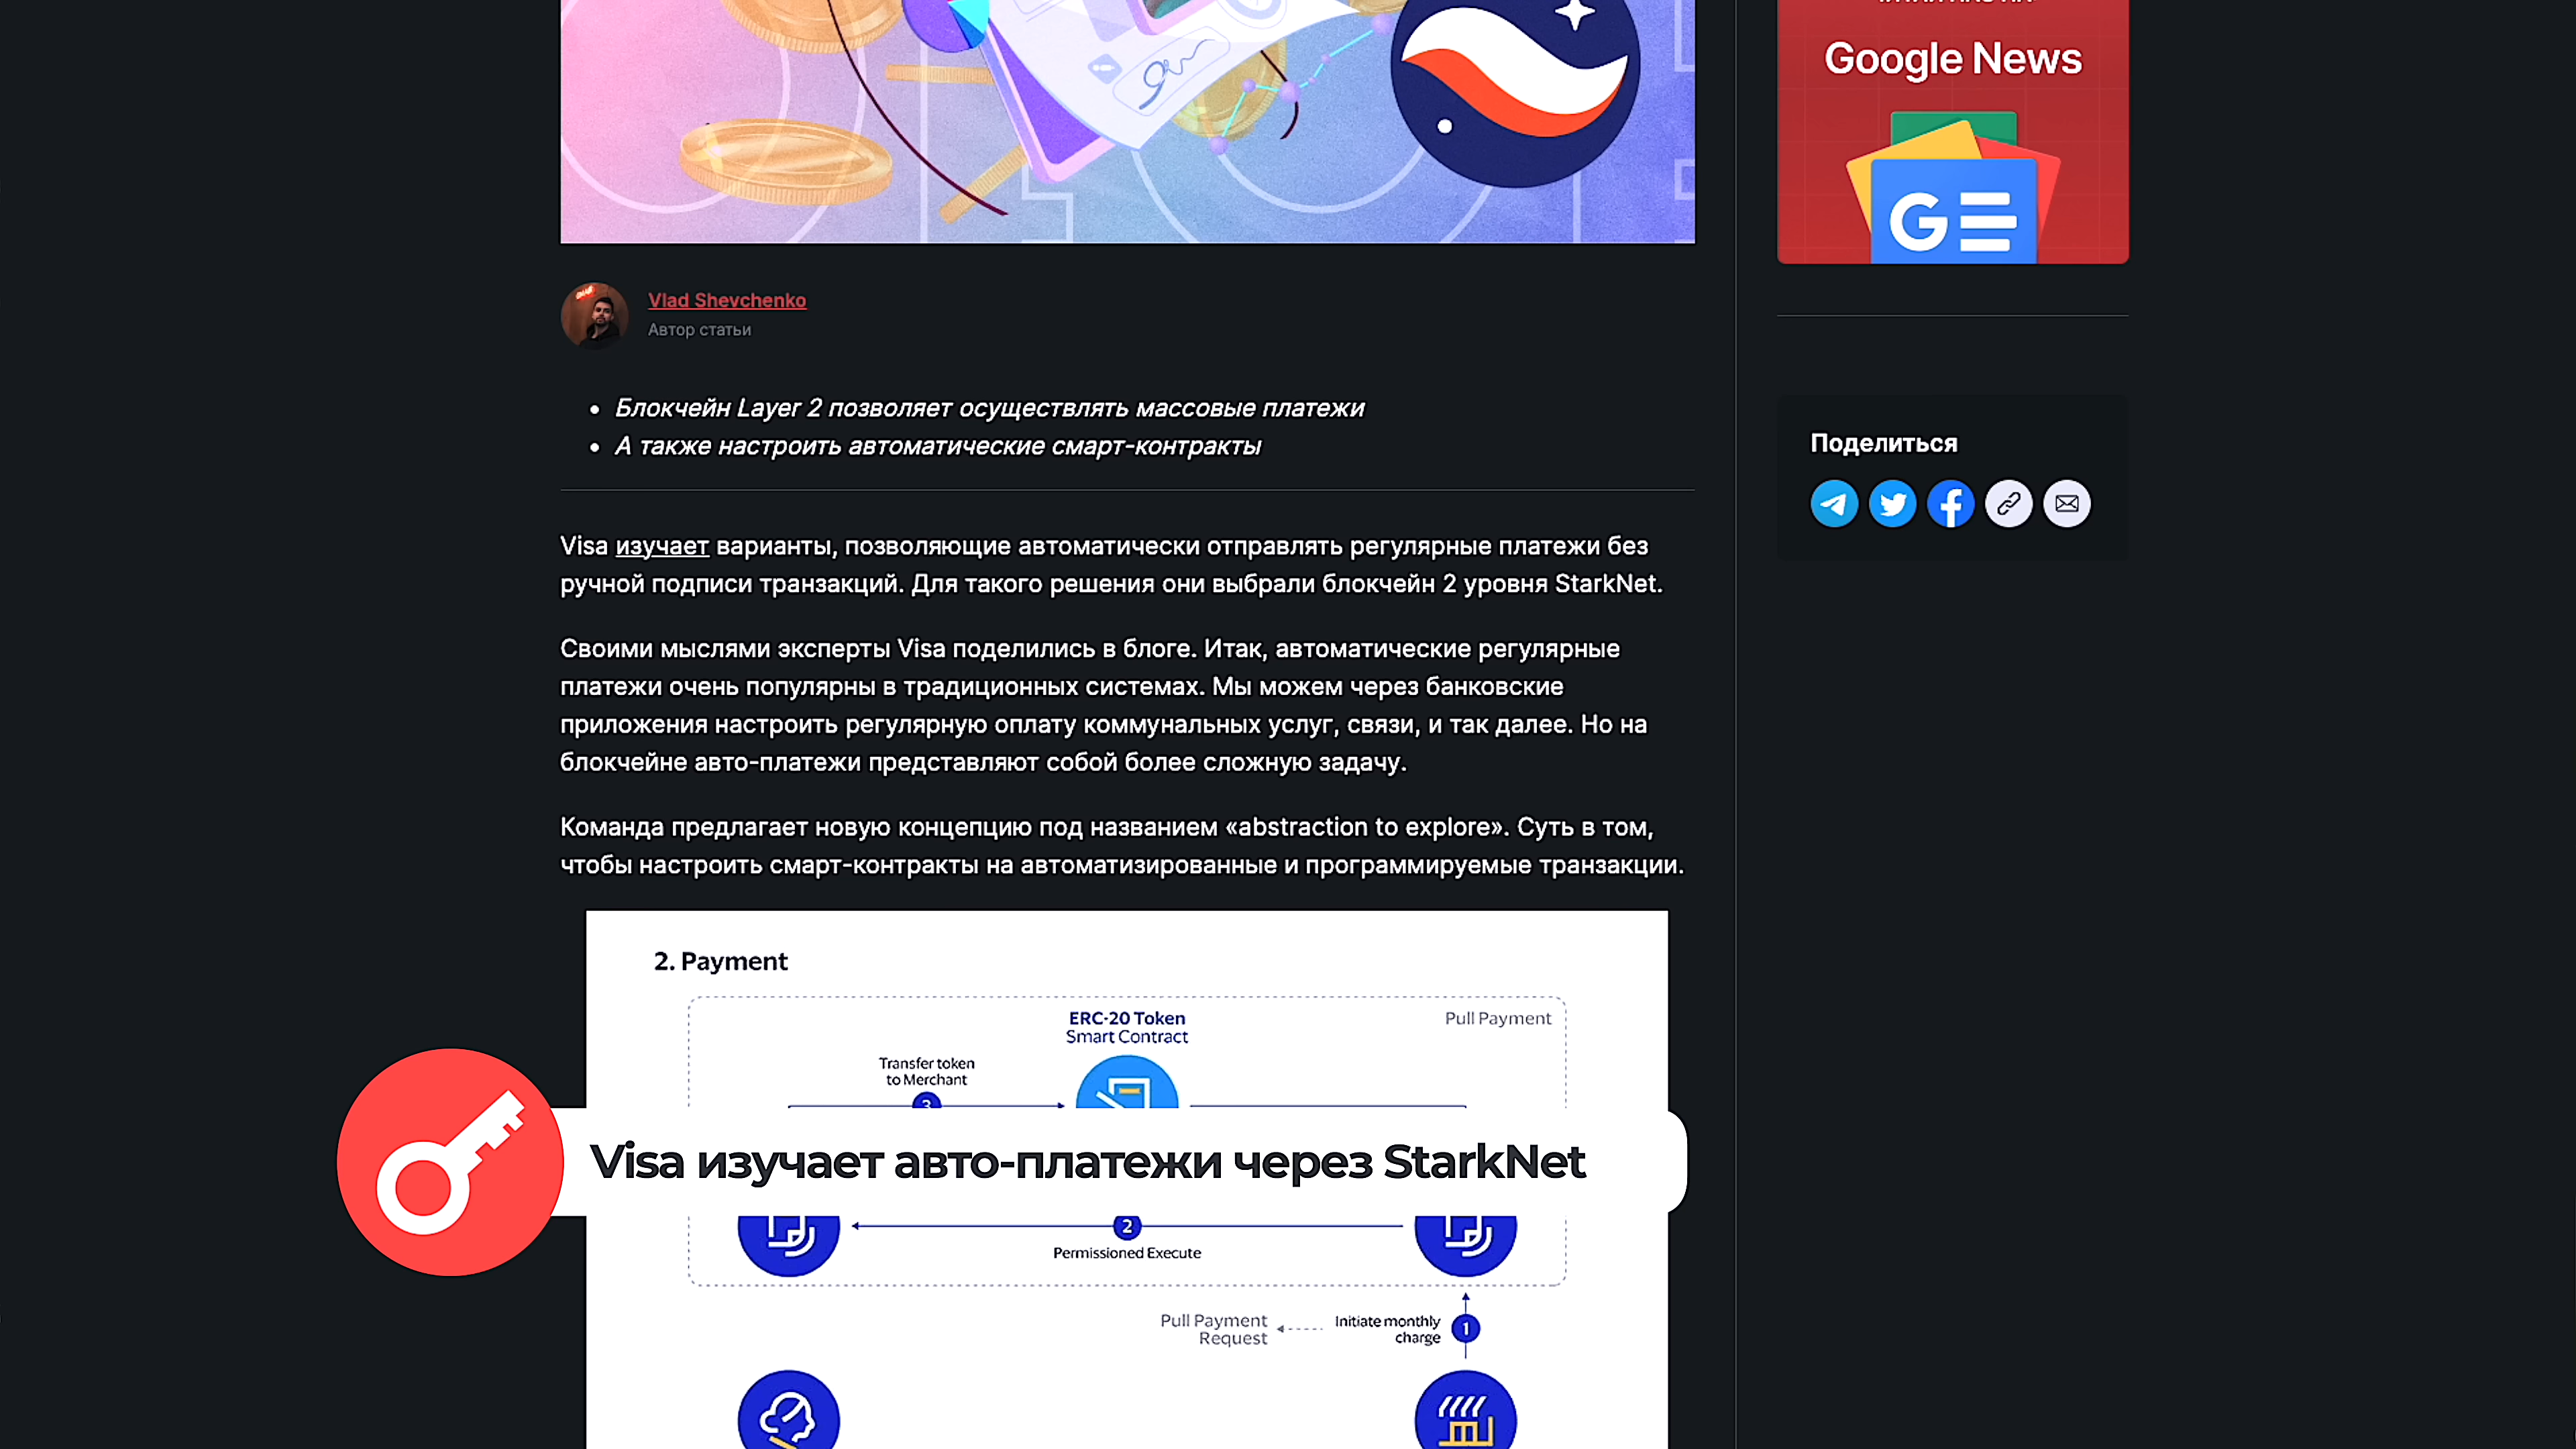 Google News
Vlad Shevchenko
Автор статьи
• Блокчейн Layer 2 позволяет осуществлять массовые платежи
• А также настроить автоматические смарт-контракты
Поделиться
Visa изучает варианты, позволяющие автоматически отправлять регулярные платежи без
ручной подписи транзакций. Для такого решения они выбрали блокчейн 2 уровня StarkNet.
Своими мыслями эксперты Visa поделились в блоге. Итак, автоматические регулярные
платежи очень популярны в традиционных системах. Мы можем через банковские
приложения настроить регулярную оплату коммунальных услуг, связи, и так далее. Но на
блокчейне авто-платежи представляют собой более сложную задачу.
Команда предлагает новую концепцию под названием «abstraction to explore». Суть в том,
чтобы настроить смарт-контракты на автоматизированные и программируемые транзакции.
2. Payment
ERC-20 Token
Smart Contract
Pull Payment
Transfer token
to Merchant
3
Visa изучает авто-платежи через StarkNet
2
Permissioned Execute
Pull Payment
Request
Initiate monthly
charge
1